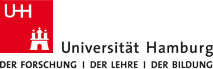 UHH
Universität Hamburg
DER FORSCHUNG | DER LEHRE | DER BILDUNG